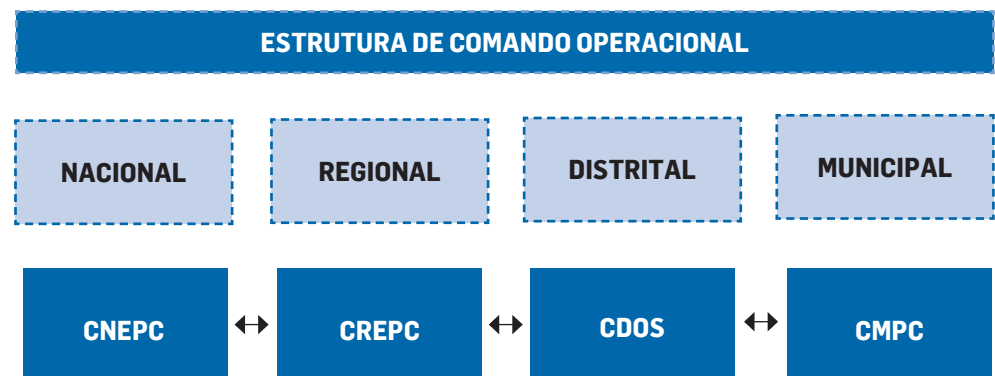 ESTRUTURA DE COMANDO OPERACIONAL
NACIONAL
REGIONAL
DISTRITAL
MUNICIPAL
CNEPC
CREPC
CDOS
CMPC